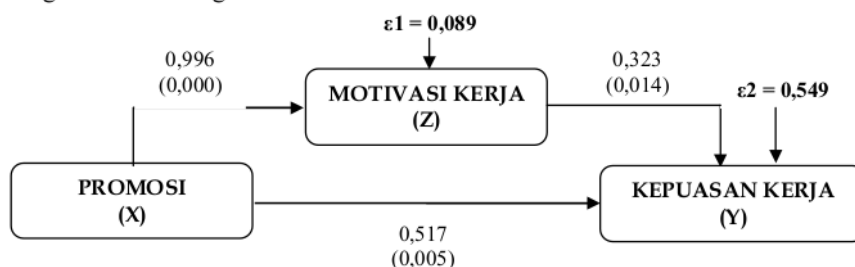 ε1 = 0,089
0,996
(0,000)
0,323
(0,014)
ε2 = 0,549
MOTIVASI KERJA
(Z)
PROMOSI
(X)
KEPUASAN KERJA
(Y)
0,517
(0,005)